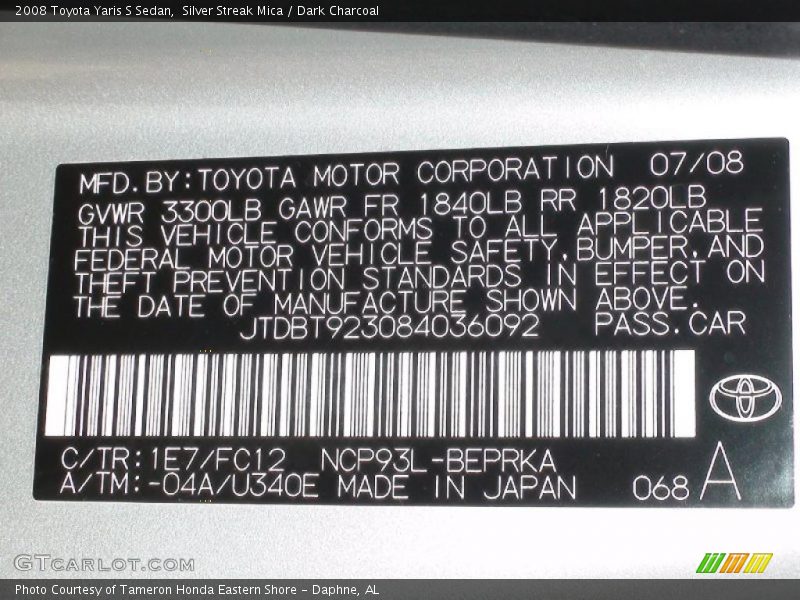 2008 Toyota Yaris S Sedan, Silver Streak Mica / Dark Charcoal
MFD.BY:TOYOTA MOTOR CORPORATION 07/08
GVWR 3300LB GAWR FR 1840LB RR 1820LB
THIS VEHICLE CONFORMS TO ALL APPLICABLE
FEDERAL MOTOR VEHICLE SAFETY,BUMPER,AND
THEFT PREVENTION STANDARDS IN EFFECT ON
THE DATE OF MANUFACTURE SHOWN ABOVE.
JTDBT923084036092 PASS.CAR
C/TR:1E7/FC12 NCP93L-BEPRKA
A/TM:-04A/U340E MADE IN JAPAN 068 A
GTCARLOT.COM
Photo Courtesy of Tameron Honda Eastern Shore - Daphne, AL